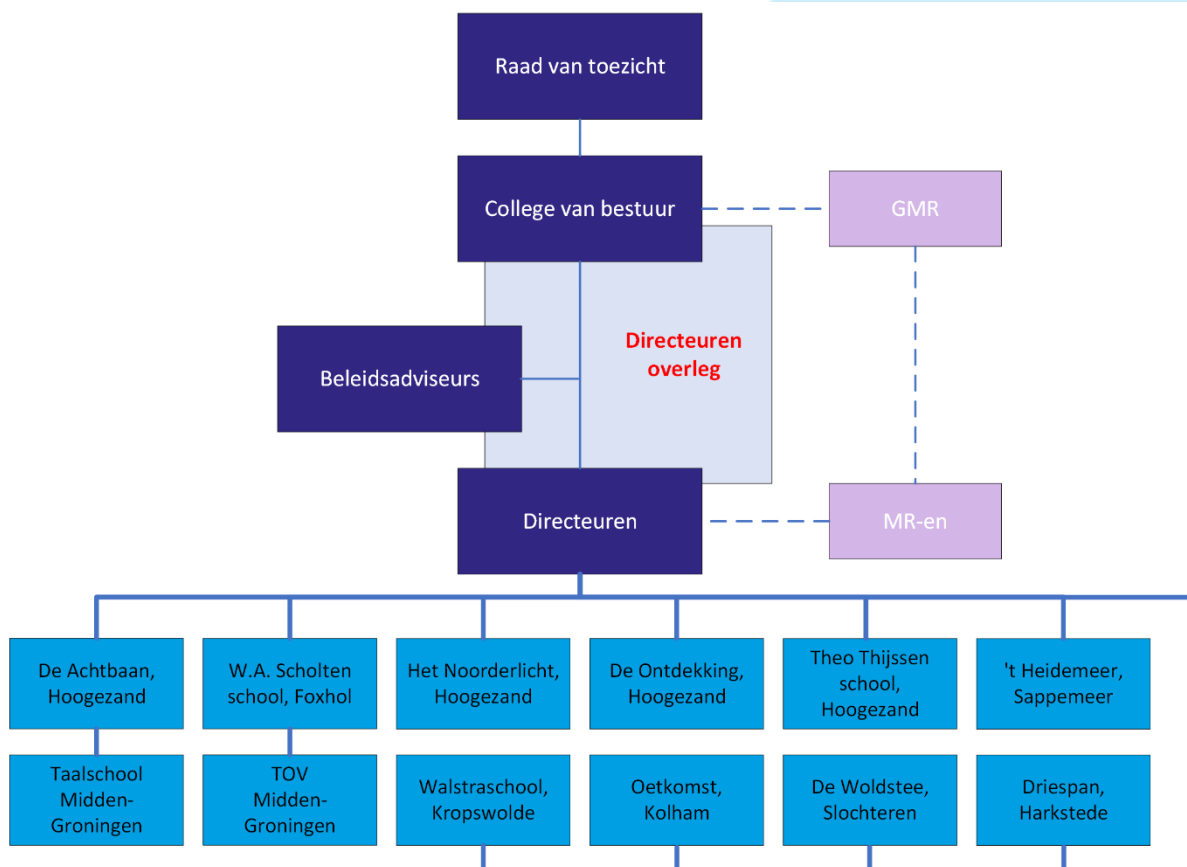 Raad van toezicht
College van bestuur
GMR
Directeuren
overleg
Beleidsadviseurs
Directeuren
MR-en
De Achtbaan,
Hoogezand
W.A. Scholten
school, Foxhol
Het Noorderlicht,
Hoogezand
De Ontdekking,
Hoogezand
Theo Thijssen
school,
Hoogezand
't Heidemeer,
Sappemeer
Taalschool
Midden-
Groningen
TOV
Midden-
Groningen
Walstraschool,
Kropswolde
Oetkomst,
Kolham
De Woldstee,
Slochteren
Driespan,
Harkstede